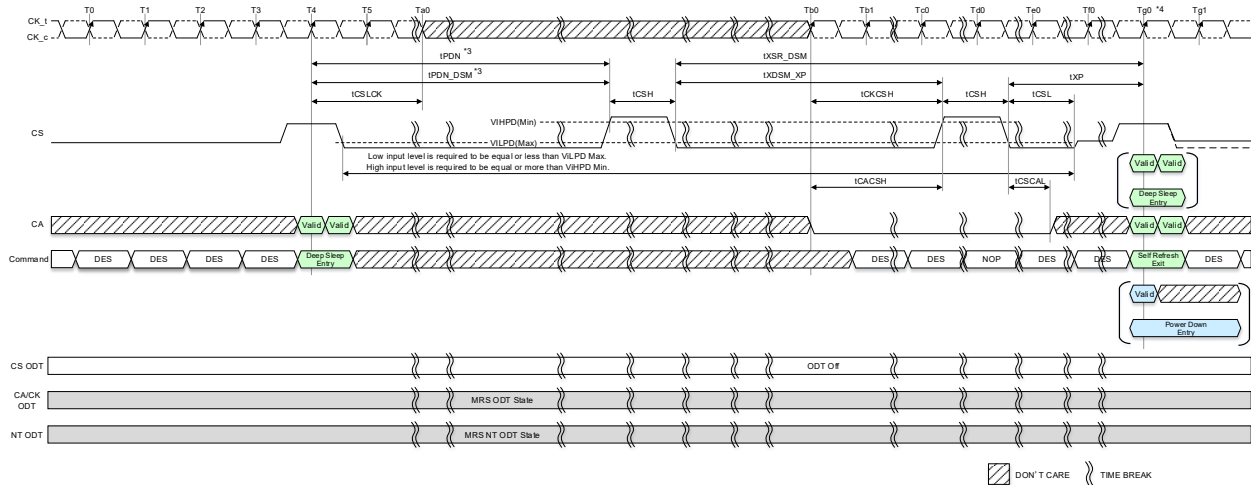 T0 T1 T2 T3 T4 T5 Ta0 Tb0 Tb1 Tc0 Td0 Te0 Tf0 Tg0 *4 Tg1
CK_t
CK_c
tPDN *3 tXSR_DSM
tPDN_DSM *3 tXDSM_XP tXP
tCSLCK tCSH tCKCSH tCSH tCSL
VIHPD(Min)
CS
VILPD(Max)
Low input level is required to be equal or less than ViLPD Max.
High input level is required to be equal or more than ViHPD Min.
Valid Valid
tCACSH tCSCAL
Deep Sleep
Entry
CA Valid Valid Valid Valid
Command DES DES DES DES Deep Sleep
Entry DES DES NOP DES DES Self Refresh
Exit DES
Valid
Power Down
Entry
CS ODT ODT Off
CA/CK
ODT MRS ODT State
NT ODT MRS NT ODT State
DON'T CARE TIME BREAK